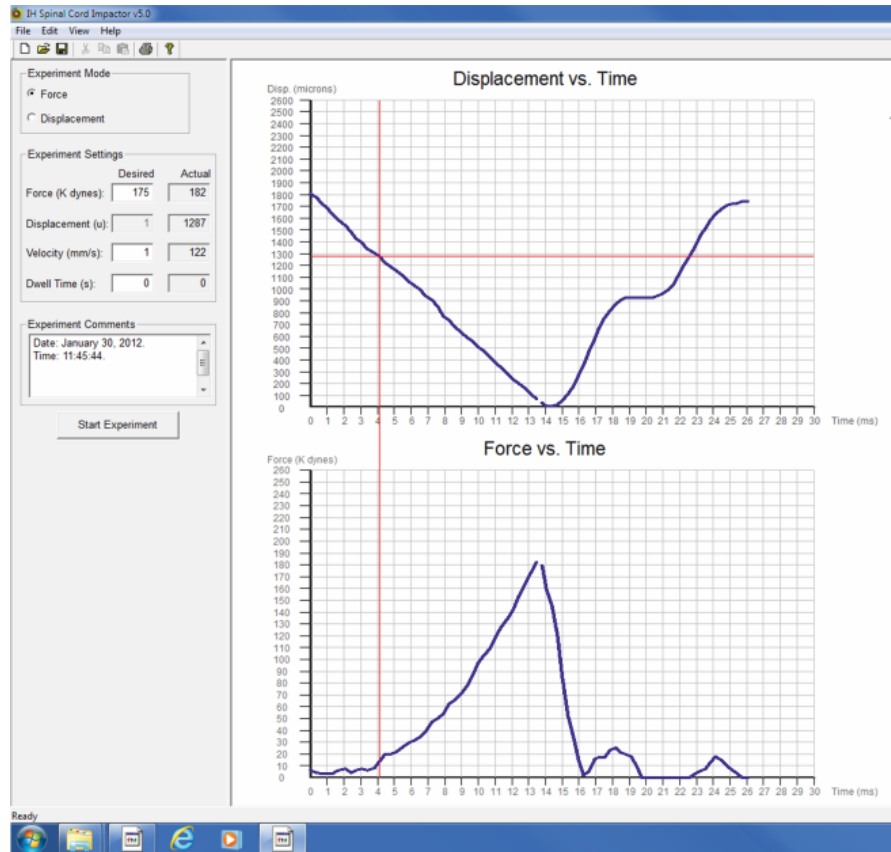 IH Spinal Cord Impactor v5.0
File Edit View Help
Experiment Mode
Force
Displacement
Experiment Settings
Desired Actual
Force (K dynes): 175 182
Displacement (u): 1 1287
Velocity (mm/s): 1 122
Dwell Time (s): 0 0
Experiment Comments
Date: January 30, 2012.
Time: 11:45:44.
Start Experiment
Displacement vs. Time
Disp. (microns)
2600
2500
2400
2300
2200
2100
2000
1900
1800
1700
1600
1500
1400
1300
1200
1100
1000
900
800
700
600
500
400
300
200
100
0
0 1 2 3 4 5 6 7 8 9 10 11 12 13 14 15 16 17 18 19 20 21 22 23 24 25 26 27 28 29 30 Time (ms)
Force vs. Time
Force (K dynes)
260
250
240
230
220
210
200
190
180
170
160
150
140
130
120
110
100
90
80
70
60
50
40
30
20
10
0
0 1 2 3 4 5 6 7 8 9 10 11 12 13 14 15 16 17 18 19 20 21 22 23 24 25 26 27 28 29 30 Time (ms)
Ready